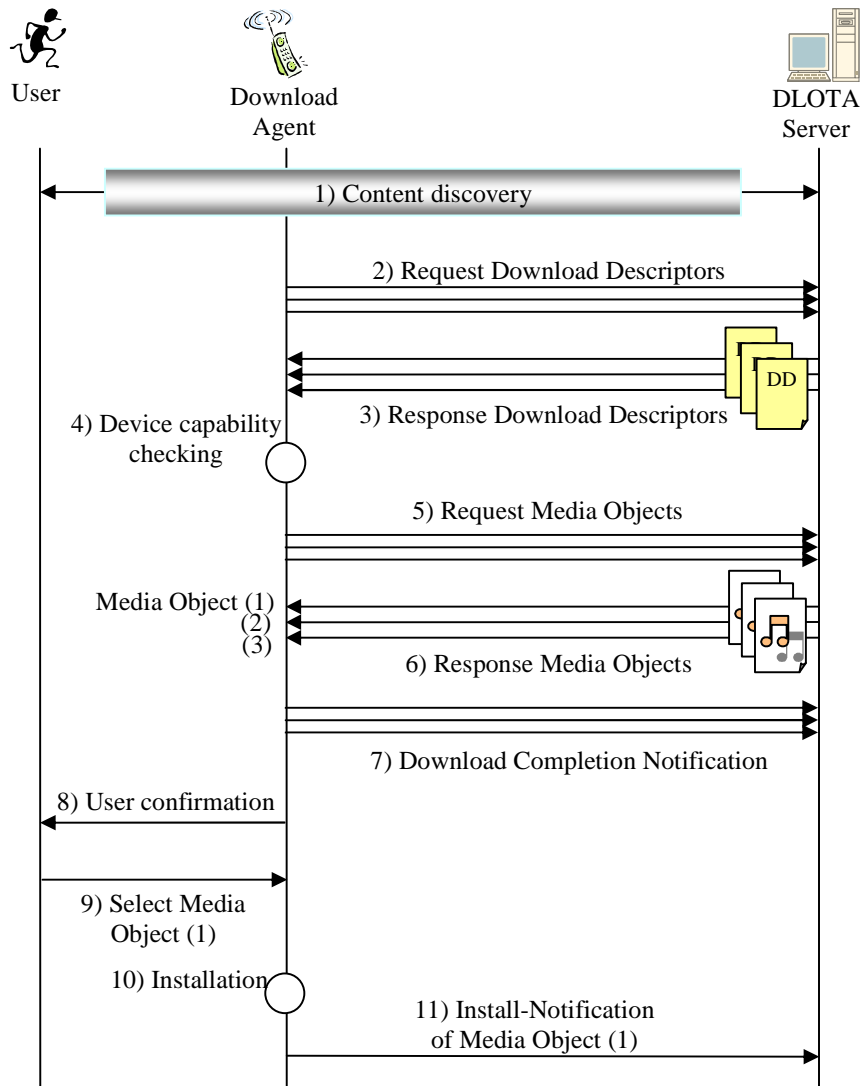 User
Download
Agent
DLOTA
Server
1) Content discovery
2) Request Download Descriptors
DD
3) Response Download Descriptors
4) Device capability
checking
5) Request Media Objects
Media Object (1)
(2)
(3)
6) Response Media Objects
7) Download Completion Notification
8) User confirmation
9) Select Media
Object (1)
10) Installation
11) Install-Notification
of Media Object (1)